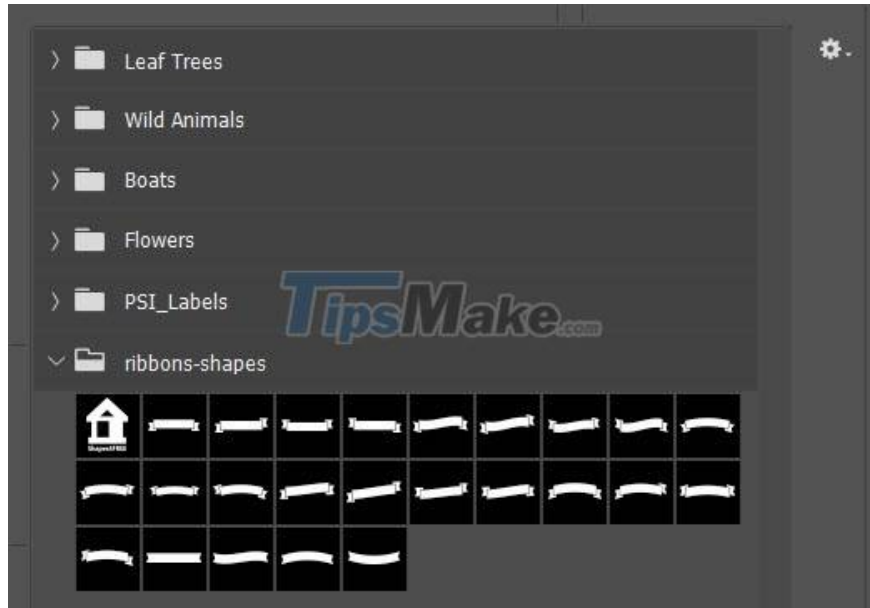 Leaf Trees
Wild Animals
Boats
Flowers
PSI_Labels
TipsMake.com
ribbons-shapes